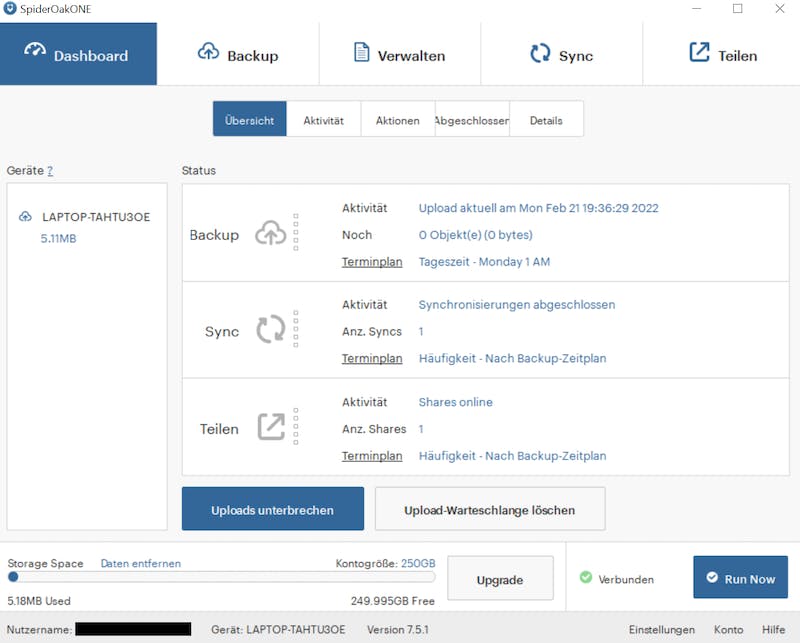 SpiderOakONE
Dashboard Backup Verwalten Sync Teilen
Übersicht Aktivität Aktionen Abgeschlossen Details
Geräte ? Status
LAPTOP-TAHTU3OE
5.11MB
Backup
Aktivität Upload aktuell am Mon Feb 21 19:36:29 2022
Noch 0 Objekt(e) (0 bytes)
Terminplan Tageszeit - Monday 1 AM
Sync
Aktivität Synchronisierungen abgeschlossen
Anz. Syncs 1
Terminplan Häufigkeit - Nach Backup-Zeitplan
Teilen
Aktivität Shares online
Anz. Shares 1
Terminplan Häufigkeit - Nach Backup-Zeitplan
Uploads unterbrechen Upload-Warteschlange löschen
Storage Space Daten entfernen Kontogröße: 250GB
5.18MB Used 249.995GB Free
Upgrade Verbunden Run Now
Nutzername: Gerät: LAPTOP-TAHTU3OE Version 7.5.1 Einstellungen Konto Hilfe